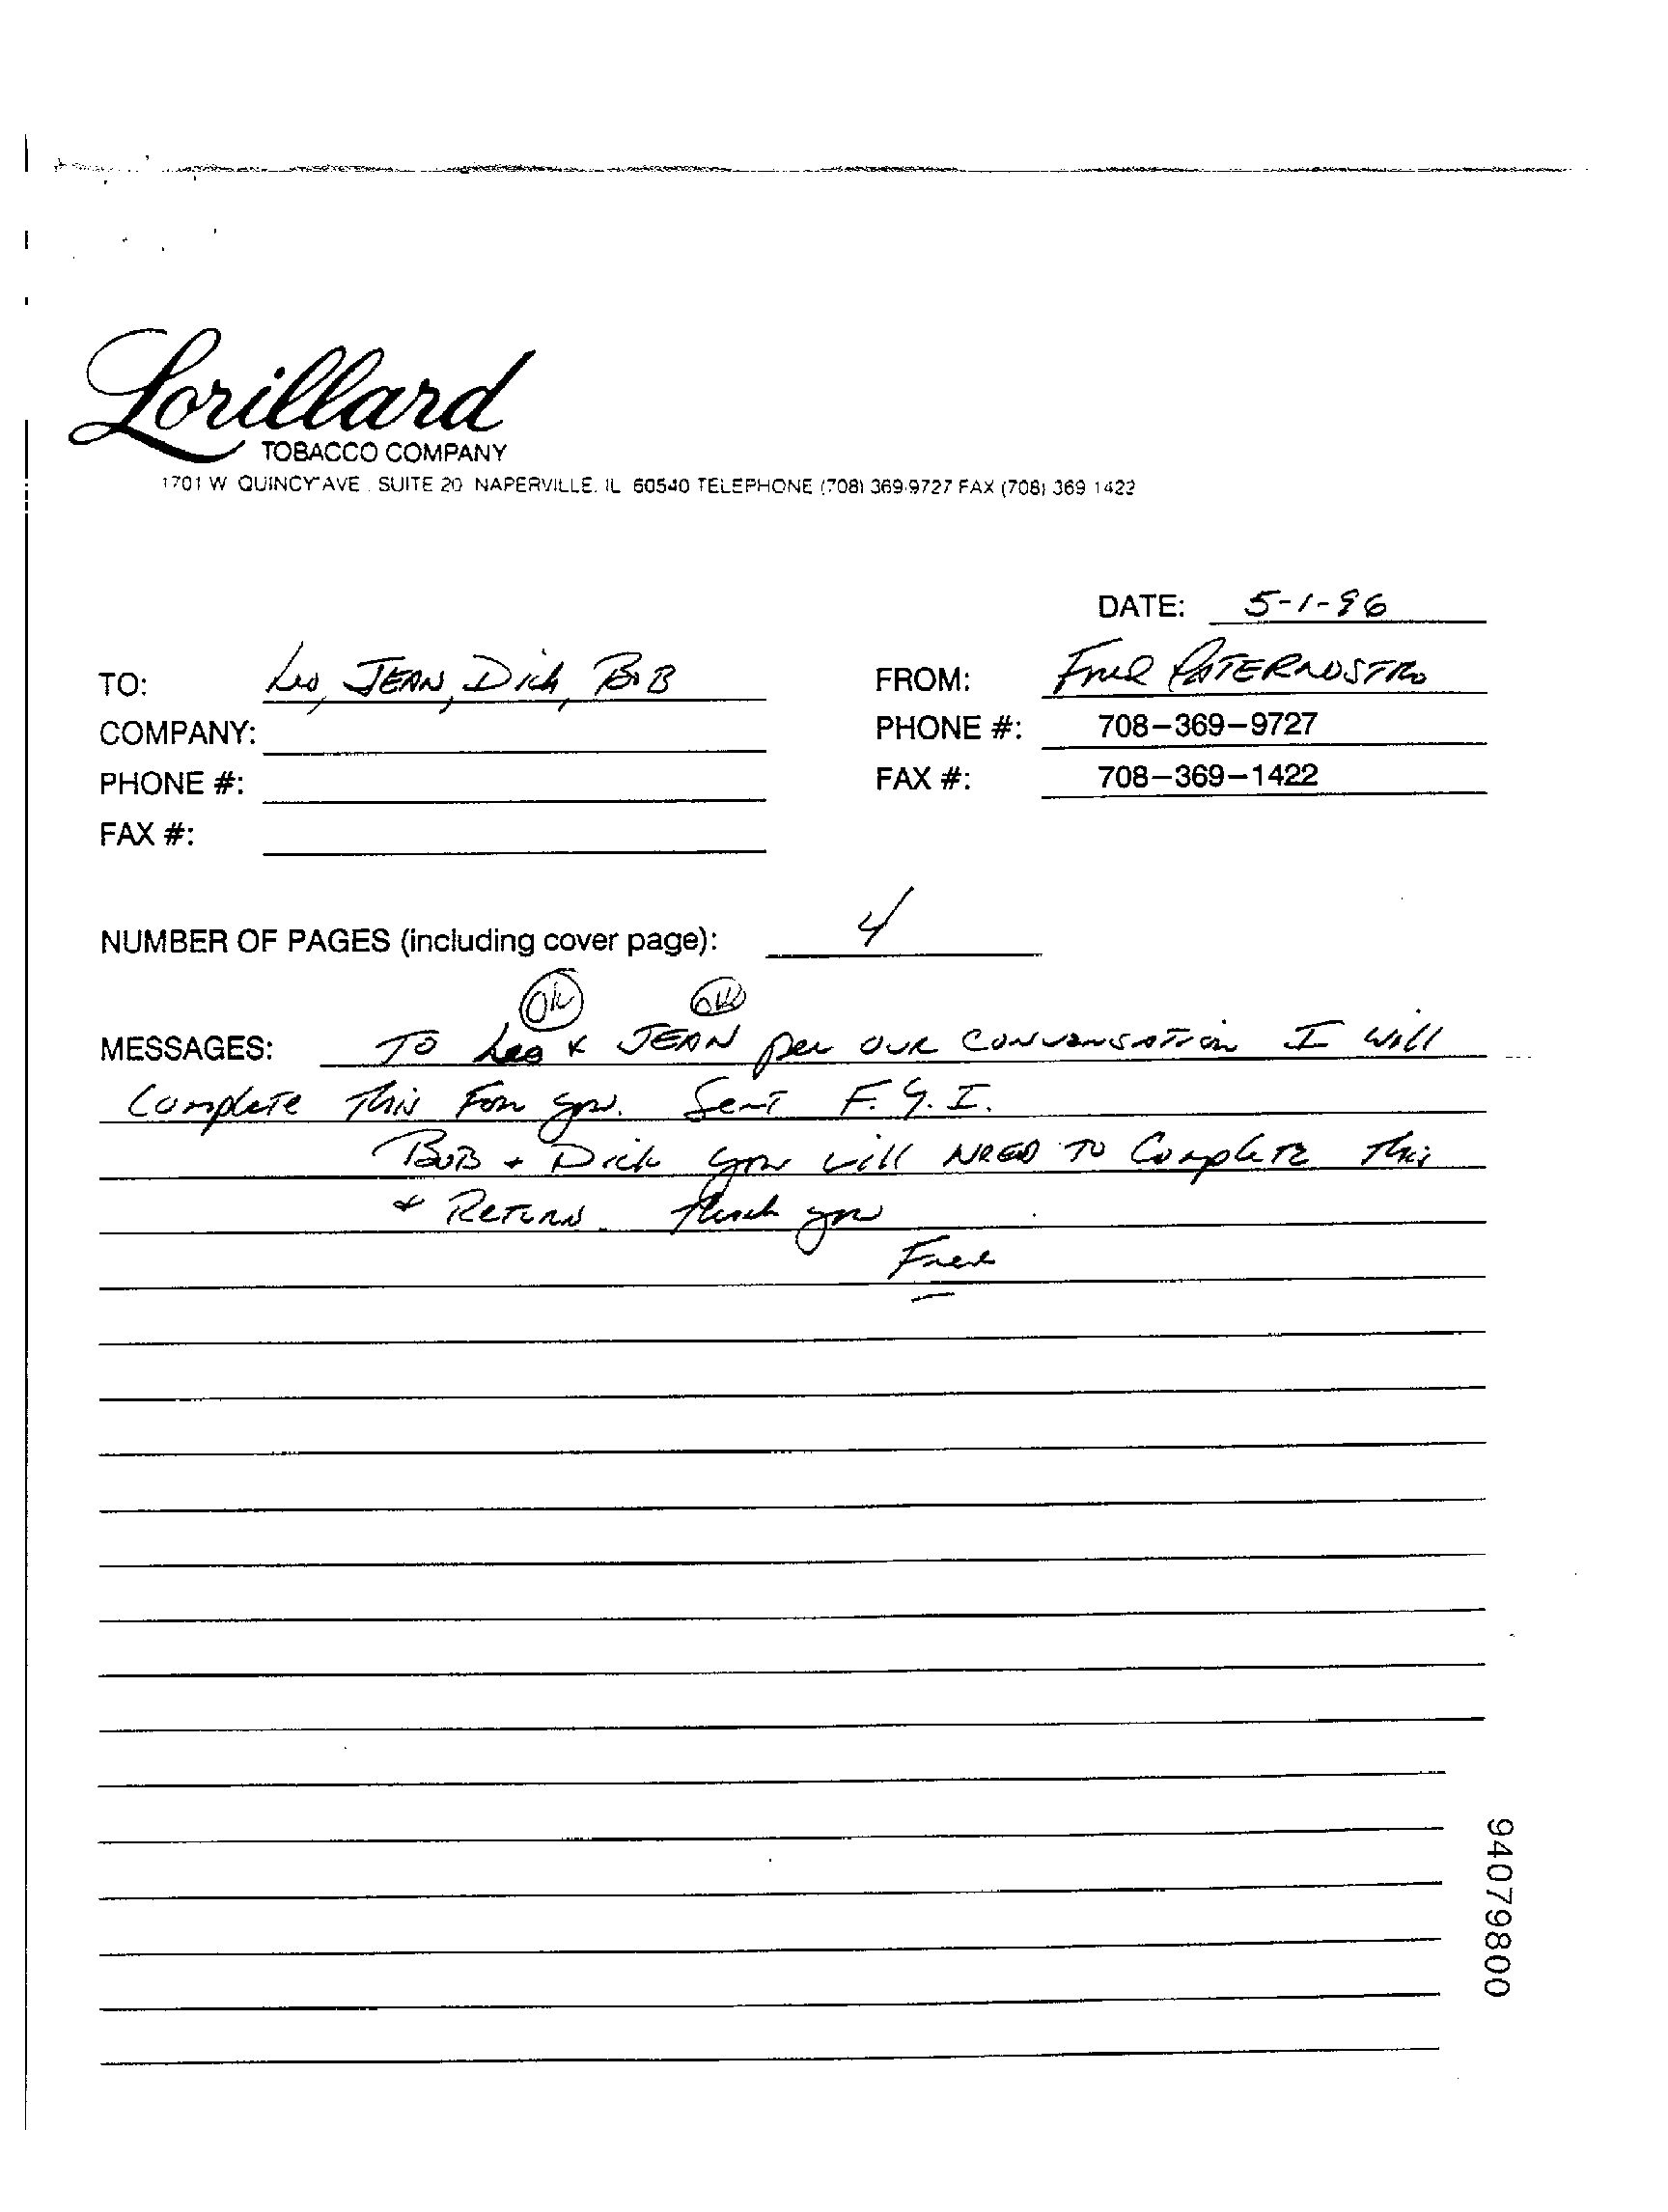 Lorillard
TOBACCO COMPANY
1701 W QUINCY AVE. SUITE 20 NAPERVILLE, IL 60540 TELEPHONE (708) 369-9727 FAX (708) 369 1422
DATE: 5-1-96
TO: Leo, JEAN, Dick, BOB
FROM: Fred PATERNOSTRO
COMPANY:
PHONE #: 708-369-9727
PHONE #:
FAX #: 708-369-1422
FAX #:
NUMBER OF PAGES (including cover page): 4
OK OK
MESSAGES: TO Leo & JEAN per OUR CONVERSATION I will
Complete This For you. Sent F.Y.I.
BOB + Dick you will NEED TO Complete This
& RETURN. Thank you
Fred
94079800